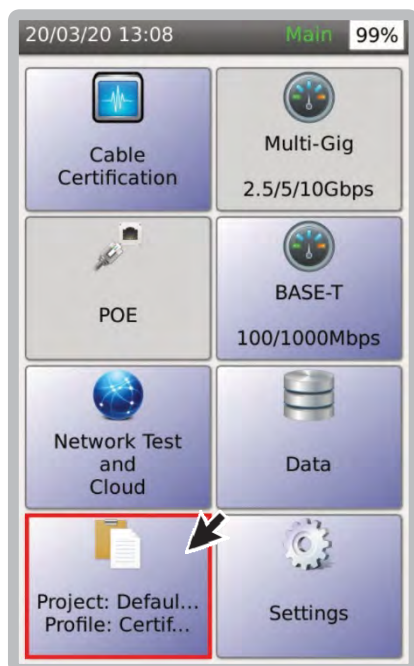 20/03/20 13:08 Main 99%
Cable
Certification
Multi-Gig
2.5/5/10Gbps
POE
BASE-T
100/1000Mbps
Network Test
and
Cloud
Data
Project: Defaul...
Profile: Certif...
Settings